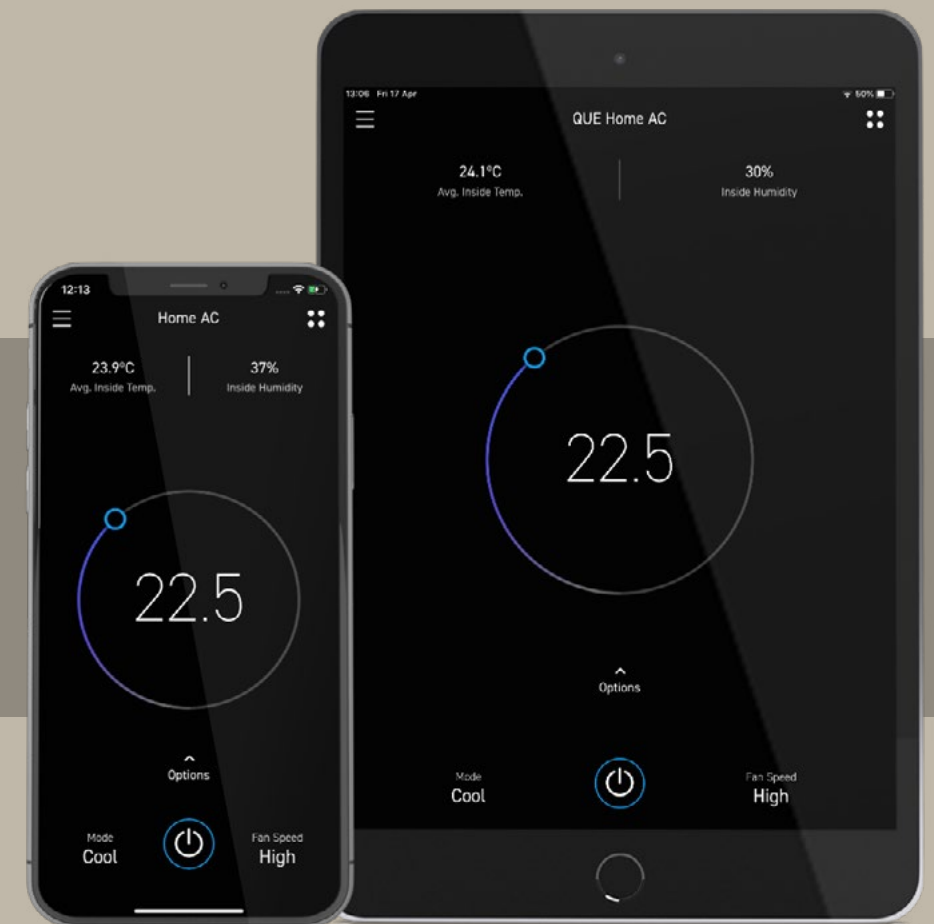 13:06 Fri 17 Apr 50%
QUE Home AC
24.1°C 30%
Avg. Inside Temp. Inside Humidity
22.5
Options
Mode Fan Speed
Cool High
12:13
Home AC
23.9°C 37%
Avg. Inside Temp. Inside Humidity
22.5
Options
Mode Fan Speed
Cool High